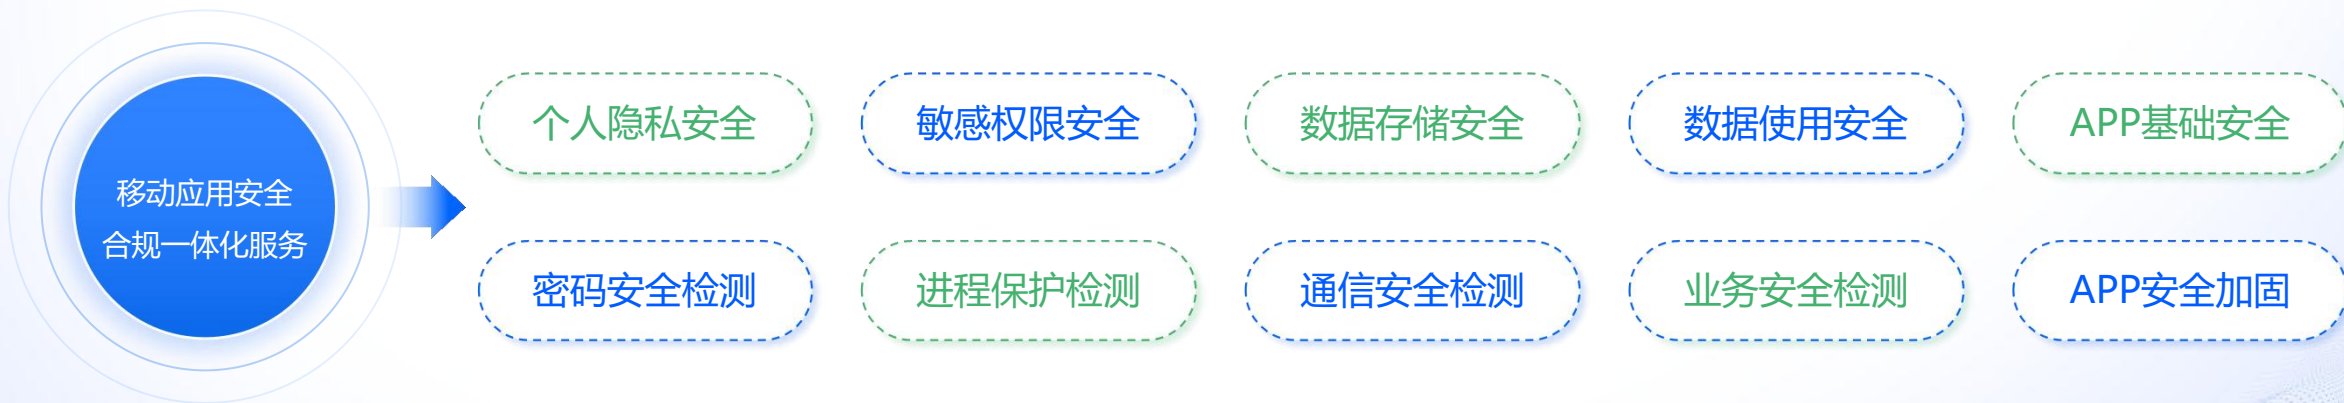 移动应用安全
合规一体化服务
个人隐私安全
敏感权限安全
数据存储安全
数据使用安全
APP基础安全
密码安全检测
进程保护检测
通信安全检测
业务安全检测
APP安全加固